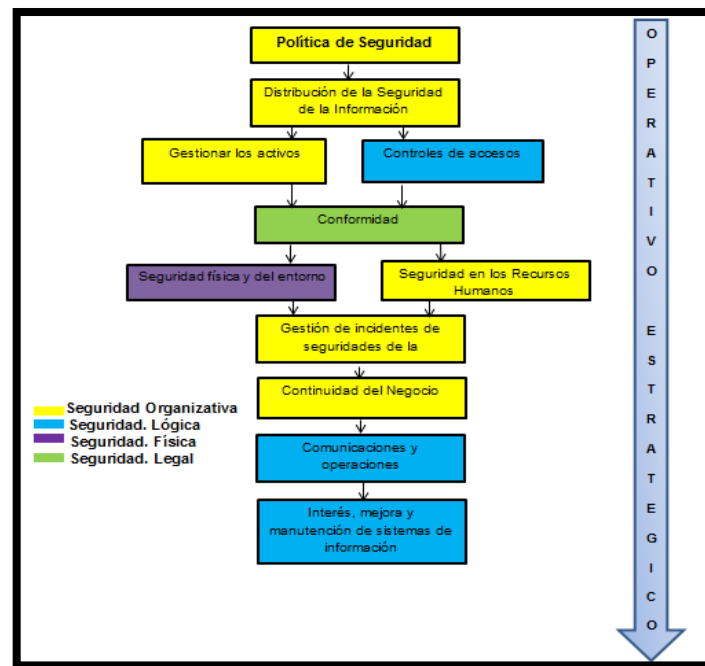 Política de Seguridad
Distribución de la Seguridad
de la Información
Gestionar los activos
Controles de accesos
Conformidad
Seguridad física y del entorno
Seguridad en los Recursos
Humanos
Gestión de incidentes de
seguridades de la
Continuidad del Negocio
Comunicaciones y
operaciones
Interés, mejora y
manutención de sistemas de
información
Seguridad Organizativa
Seguridad. Lógica
Seguridad. Física
Seguridad. Legal
O
P
E
R
A
T
I
V
O
E
S
T
R
A
T
E
G
I
C
O